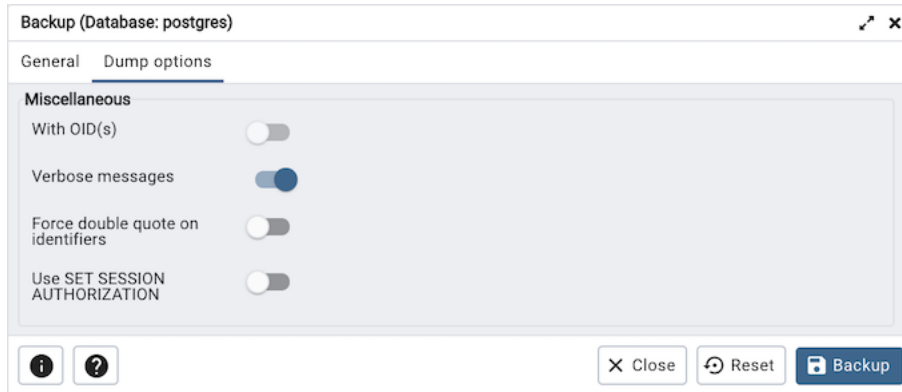 Backup (Database: postgres)
General Dump options
Miscellaneous
With OID(s)
Verbose messages
Force double quote on
identifiers
Use SET SESSION
AUTHORIZATION
Close Reset Backup